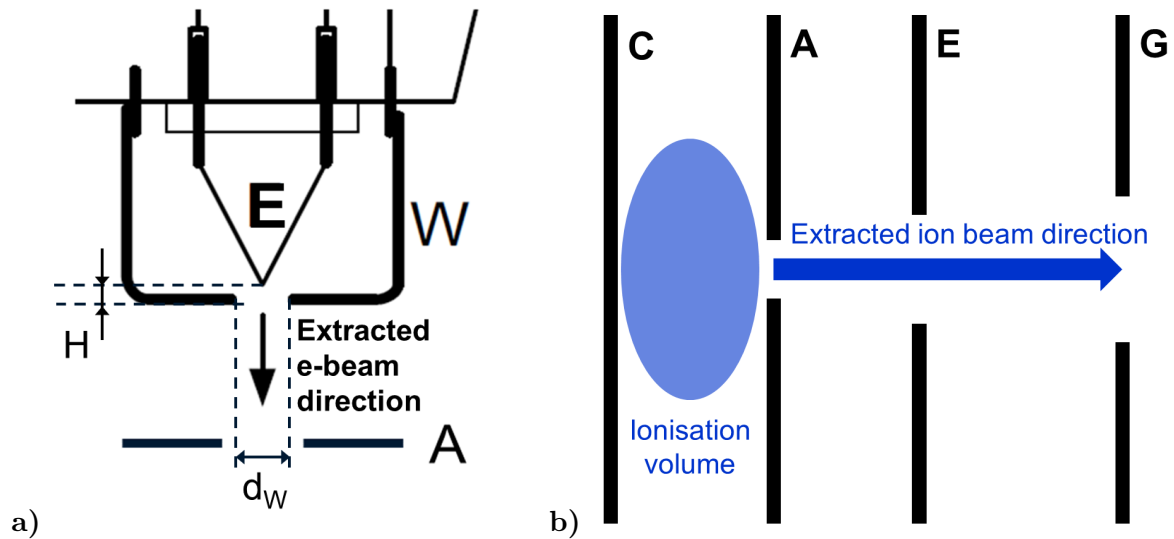 E
W
H
Extracted
e-beam
direction
A
dW
a)
C
A
E
G
Extracted ion beam direction
Ionisation
volume
b)